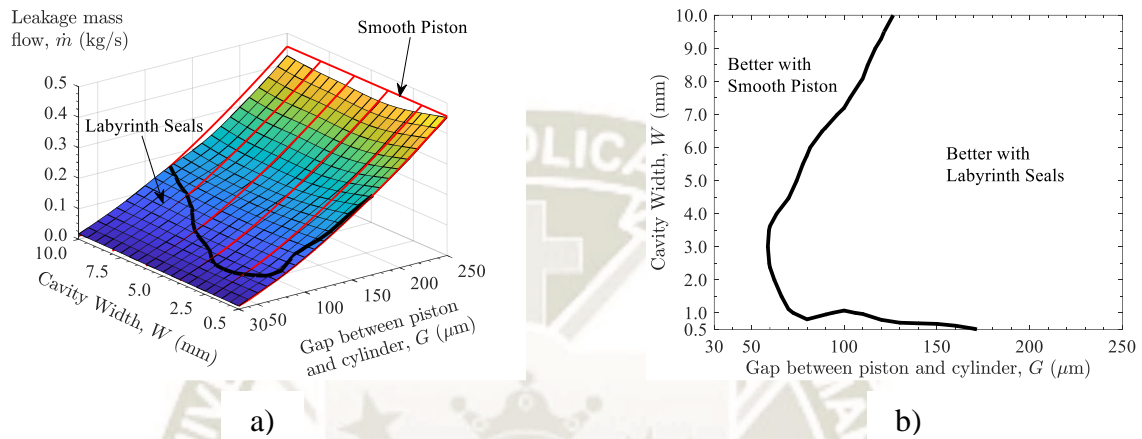 Leakage mass
flow, ṁ (kg/s)
Smooth Piston
Labyrinth Seals
0.5
0.4
0.3
0.2
0.1
0.0
10.0
7.5
5.0
2.5
0.5
Cavity Width, W (mm)
30
50
100
150
200
250
Gap between piston
and cylinder, G (μm)
a)
10.0
9.0
8.0
7.0
6.0
5.0
4.0
3.0
2.0
1.0
0.5
Cavity Width, W (mm)
Better with
Smooth Piston
Better with
Labyrinth Seals
30 50 100 150 200 250
Gap between piston and cylinder, G (μm)
b)
OLICA